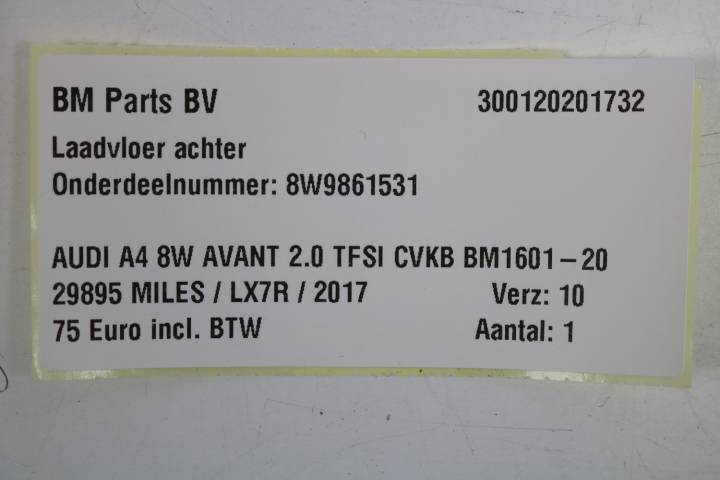 BM Parts BV 300120201732
Laadvloer achter
Onderdeelnummer: 8W9861531
AUDI A4 8W AVANT 2.0 TFSI CVKB BM1601-20
29895 MILES / LX7R / 2017 Verz: 10
75 Euro incl. BTW Aantal: 1